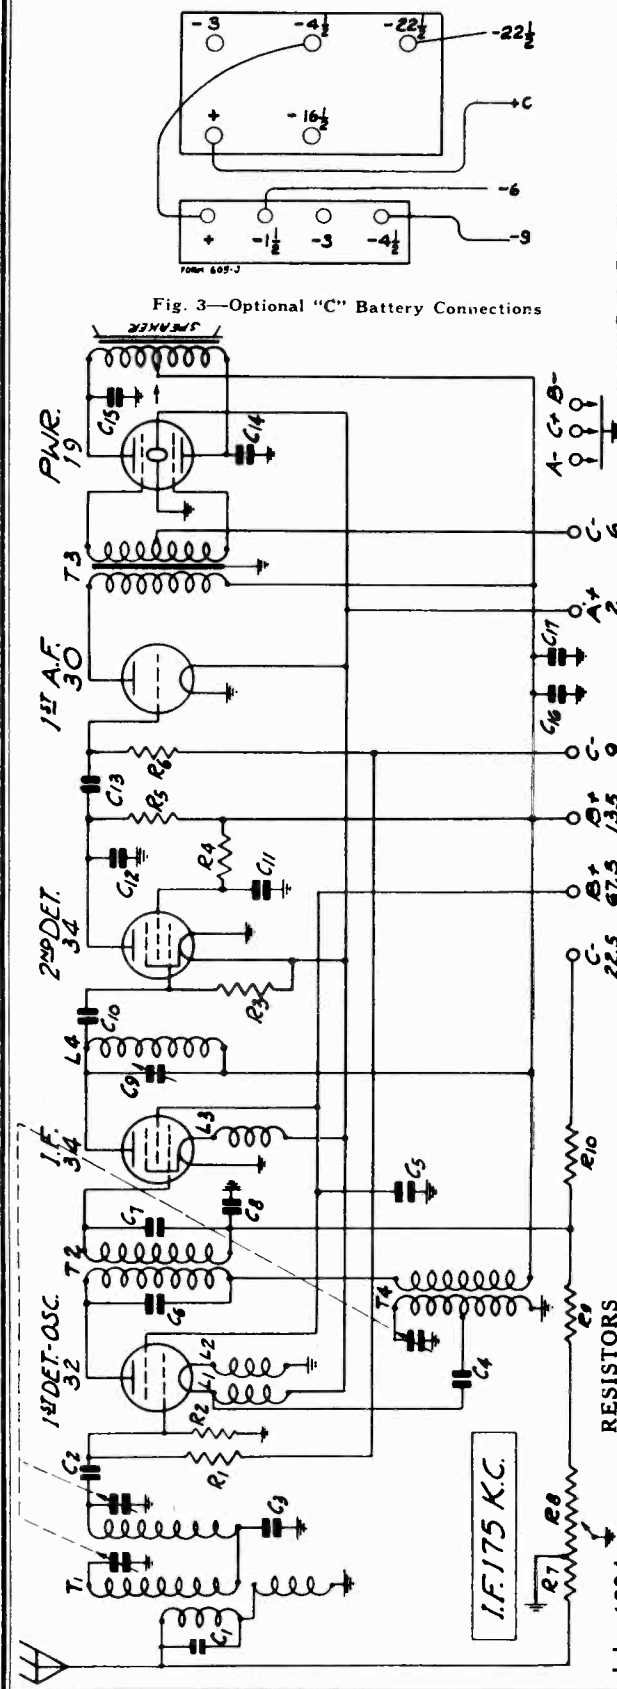 - 3
-4½
-22½
-22½
+
-16½
+C
-6
+
-1½
-3
-4½
-9
FORM 605-J
Fig. 3—Optional "C" Battery Connections
SPEAKER
C15
C14
PWR.
19
T3
1ST A.F.
30
C13
R5
R6
C12
R4
C11
2ND DET.
34
C10
R3
L4
C9
I.F.
34
L3
C7
C8
C5
T2
C6
1ST DET.-OSC.
32
L1
L2
T4
C4
C2
R2
R1
C3
T1
C1
I.F. 175 K.C.
A- C+ B-
C-
6
A+
2
C17
C16
C-
9
B+
135
B+
67.5
C-
22.5
R10
R9
R8
R7
RESISTORS